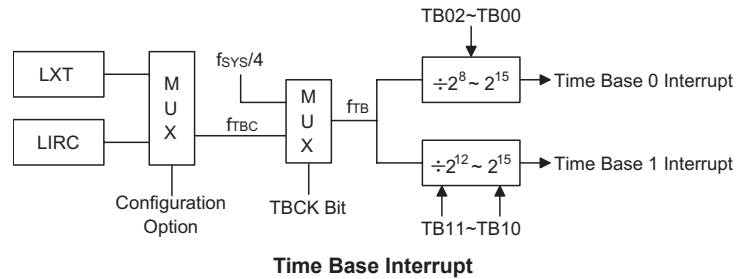 TB02~TB00
LXT
fSYS/4
M
U
X
÷2⁸ ~ 2¹⁵
Time Base 0 Interrupt
M
U
X
fTB
LIRC
fTBC
÷2¹² ~ 2¹⁵
Time Base 1 Interrupt
Configuration
Option
TBCK Bit
TB11~TB10
Time Base Interrupt